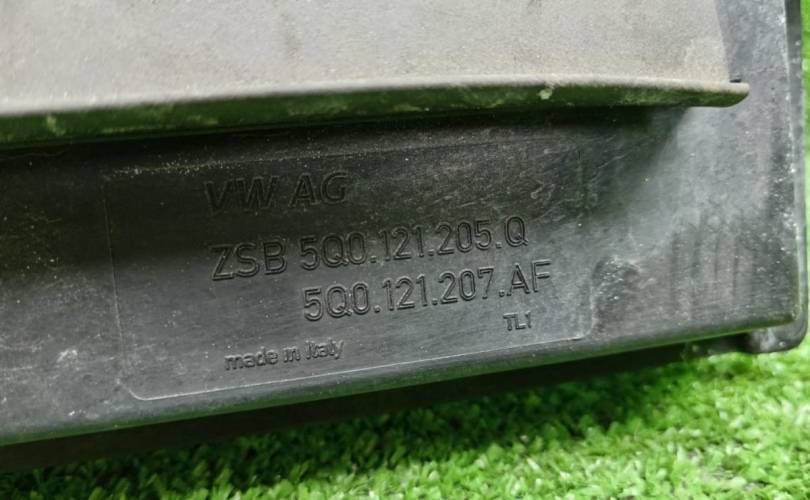 VW AG
ZSB 5Q0.121.205.Q
5Q0.121.207.AF
TL1
made in Italy